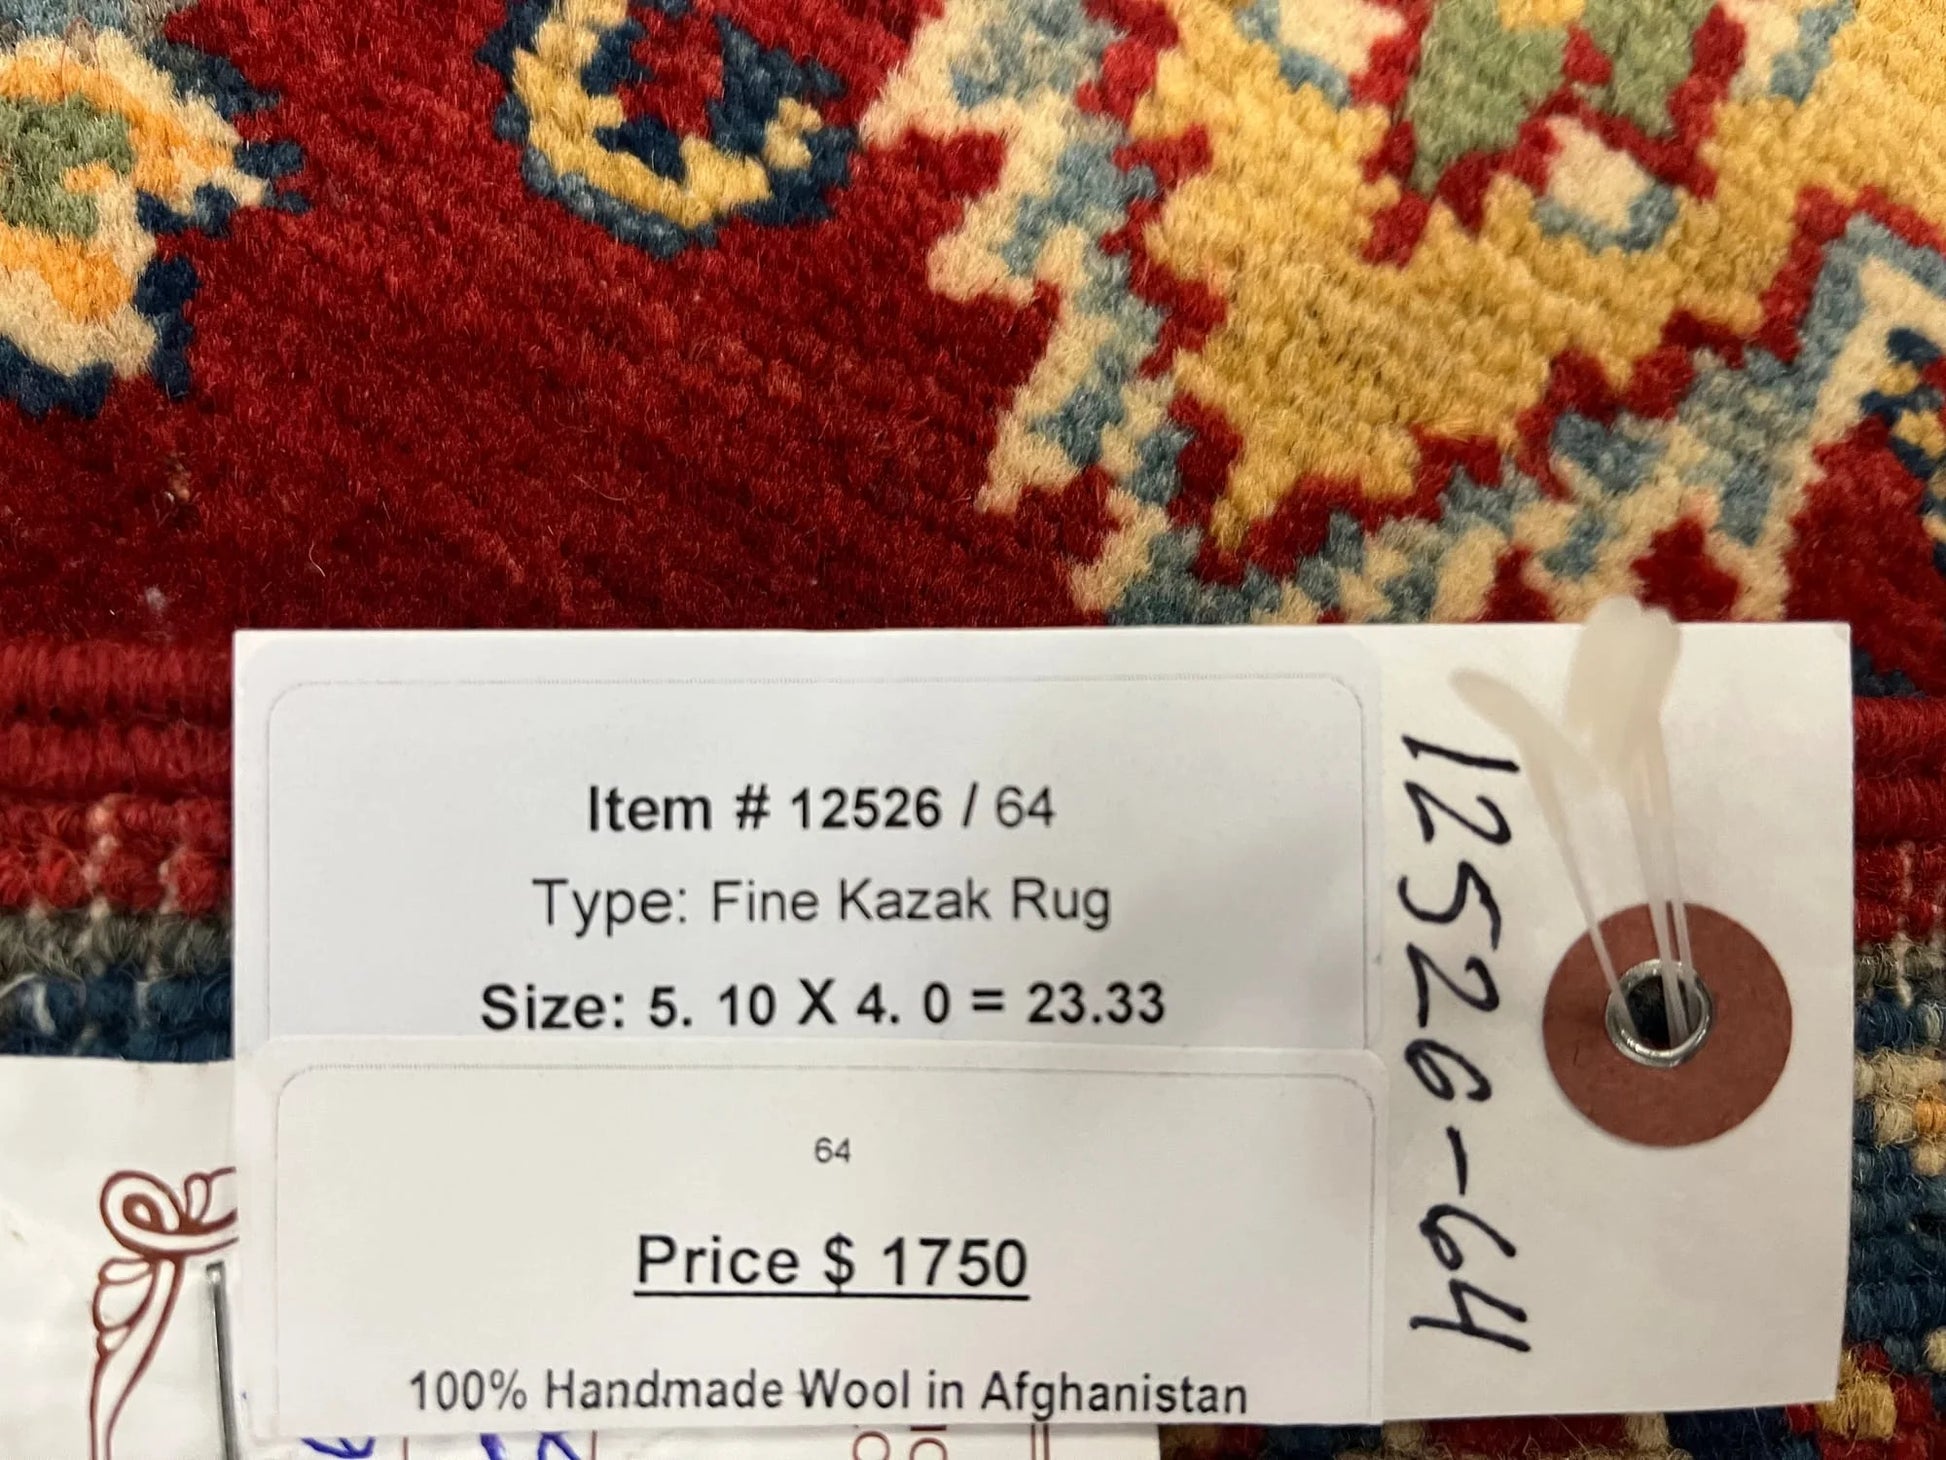 Item # 12526 / 64
Type: Fine Kazak Rug
Size: 5. 10 X 4. 0 = 23.33
64
Price $ 1750
100% Handmade Wool in Afghanistan
12526-64